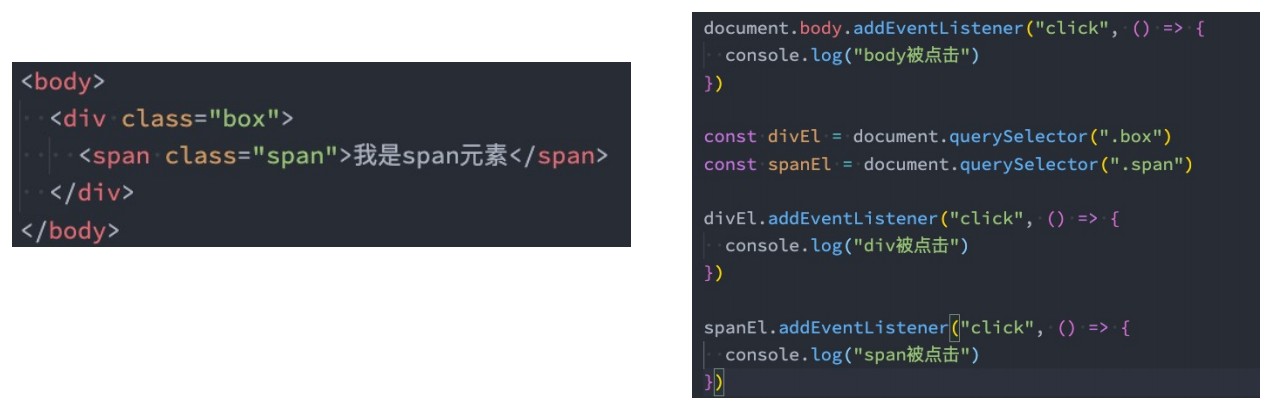 <body>
  <div class="box">
    <span class="span">我是span元素</span>
  </div>
</body>
document.body.addEventListener("click", () => {
  console.log("body被点击")
})
const divEl = document.querySelector(".box")
const spanEl = document.querySelector(".span")
divEl.addEventListener("click", () => {
  console.log("div被点击")
})
spanEl.addEventListener("click", () => {
  console.log("span被点击")
})